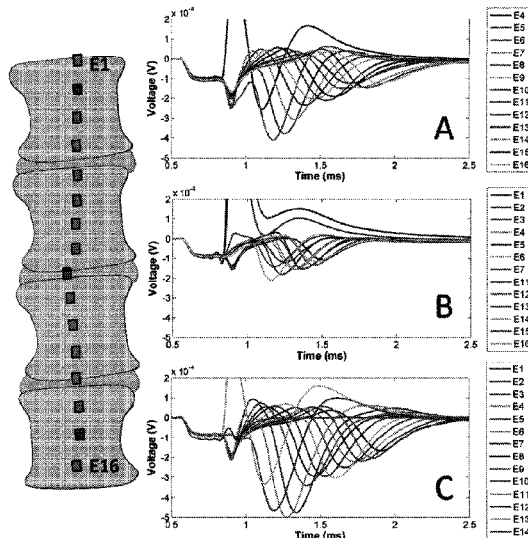 E1
E16
x 10⁻⁴
2
1
0
-1
-2
-3
-4
-5
Voltage (V)
0.5
1
1.5
2
2.5
Time (ms)
A
E4
E5
E6
E7
E8
E9
E10
E11
E12
E13
E14
E15
E16
x 10⁻⁴
2
1
0
-1
-2
-3
-4
-5
Voltage (V)
0.5
1
1.5
2
2.5
Time (ms)
B
E1
E2
E3
E4
E5
E6
E7
E11
E12
E13
E14
E15
E16
x 10⁻⁴
2
1
0
-1
-2
-3
-4
-5
Voltage (V)
0.5
1
1.5
2
2.5
Time (ms)
C
E1
E2
E3
E4
E5
E6
E7
E8
E9
E10
E11
E12
E13
E14